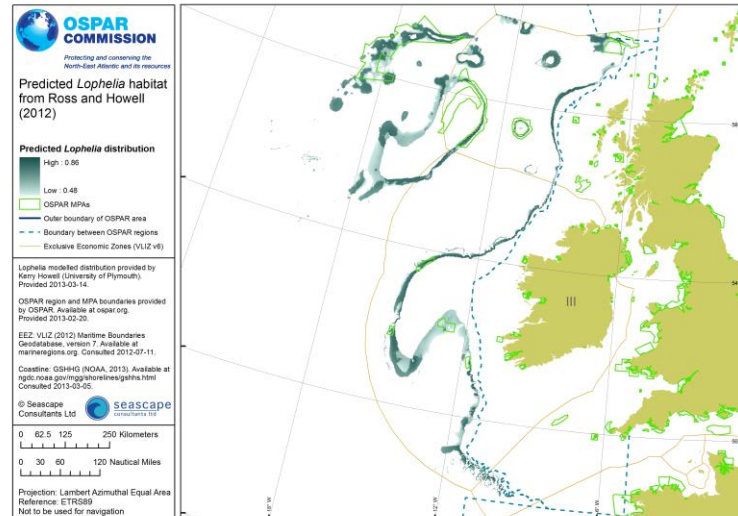 OSPAR
COMMISSION
Protecting and conserving the
North-East Atlantic and its resources
Predicted Lophelia habitat
from Ross and Howell
(2012)
Predicted Lophelia distribution
High : 0.86
Low : 0.48
OSPAR MPAs
Outer boundary of OSPAR area
Boundary between OSPAR regions
Exclusive Economic Zones (VLIZ v6)
Lophelia modelled distribution provided by
Kerry Howell (University of Plymouth).
Provided 2013-03-14.
OSPAR region and MPA boundaries provided
by OSPAR. Available at ospar.org.
Provided 2013-02-20.
EEZ: VLIZ (2012) Maritime Boundaries
Geodatabase, version 7. Available at
marineregions.org. Consulted 2012-07-11.
Coastline: GSHHG (NOAA, 2013). Available at
ngdc.noaa.gov/mgg/shorelines/gshhs.html
Consulted 2013-03-05.
© Seascape
Consultants Ltd
seascape
consultants ltd
0 62.5 125 250 Kilometers
0 30 60 120 Nautical Miles
Projection: Lambert Azimuthal Equal Area
Reference: ETRS89
Not to be used for navigation
III
54
12° W